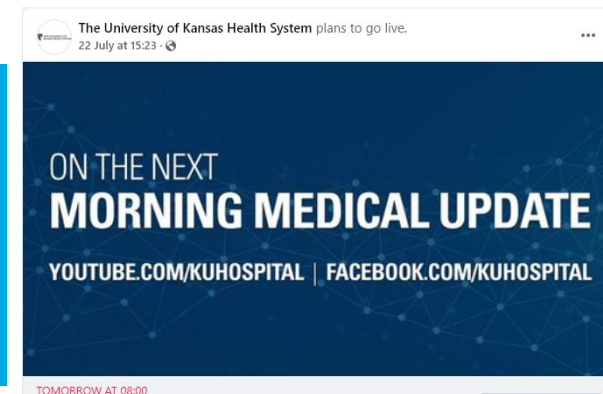 The University of Kansas Health System plans to go live.
22 July at 15:23 ·
ON THE NEXT
MORNING MEDICAL UPDATE
YOUTUBE.COM/KUHOSPITAL | FACEBOOK.COM/KUHOSPITAL
TOMORROW AT 08:00